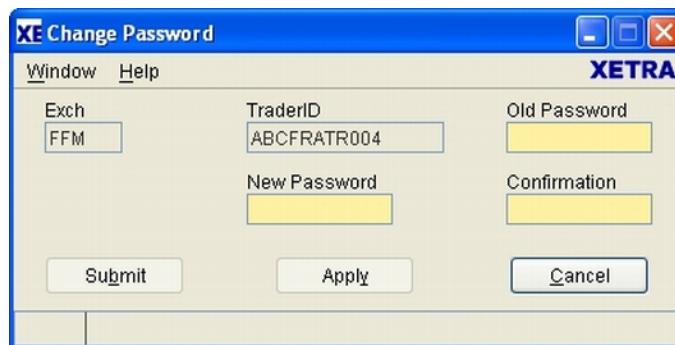 XE Change Password
Window Help XETRA
Exch TraderID Old Password
FFM ABCFRATR004
New Password Confirmation
Submit Apply Cancel